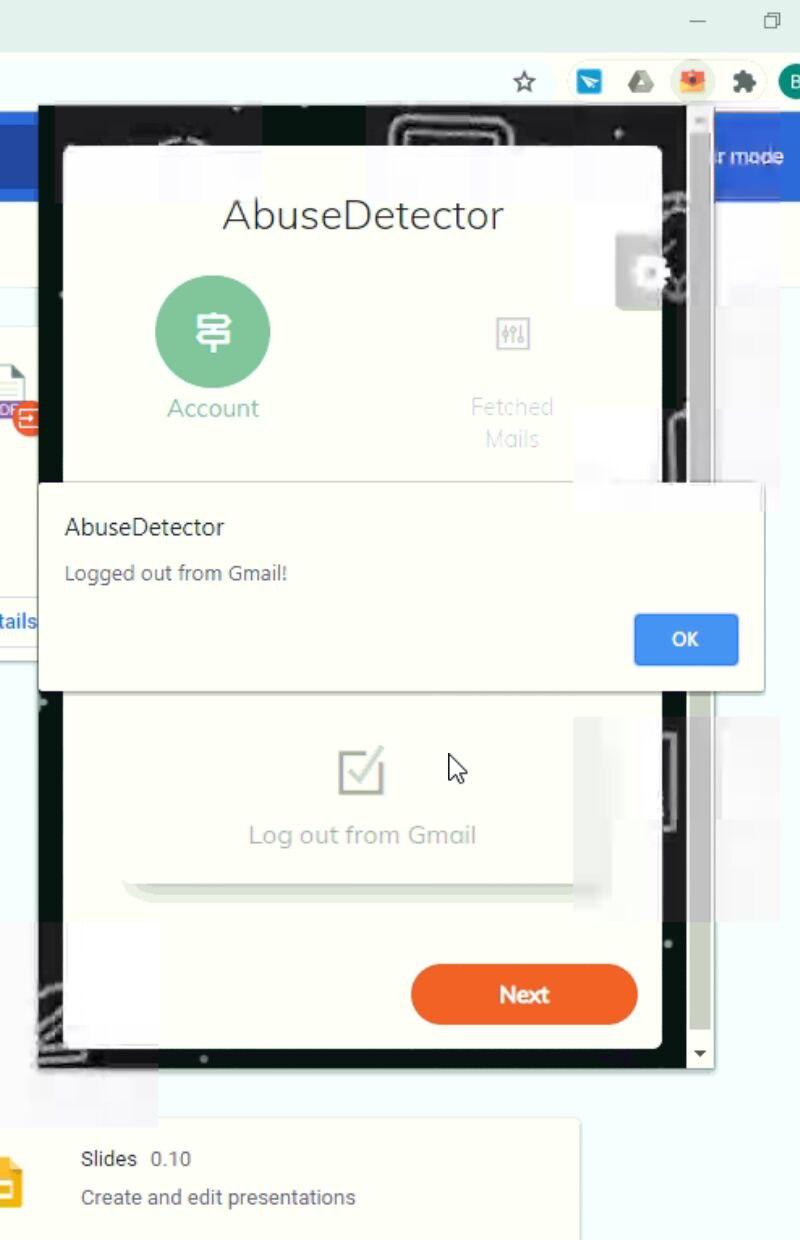 B
r mode
AbuseDetector
Account
Fetched
Mails
DF
AbuseDetector
Logged out from Gmail!
tails
OK
Log out from Gmail
Next
Slides 0.10
Create and edit presentations